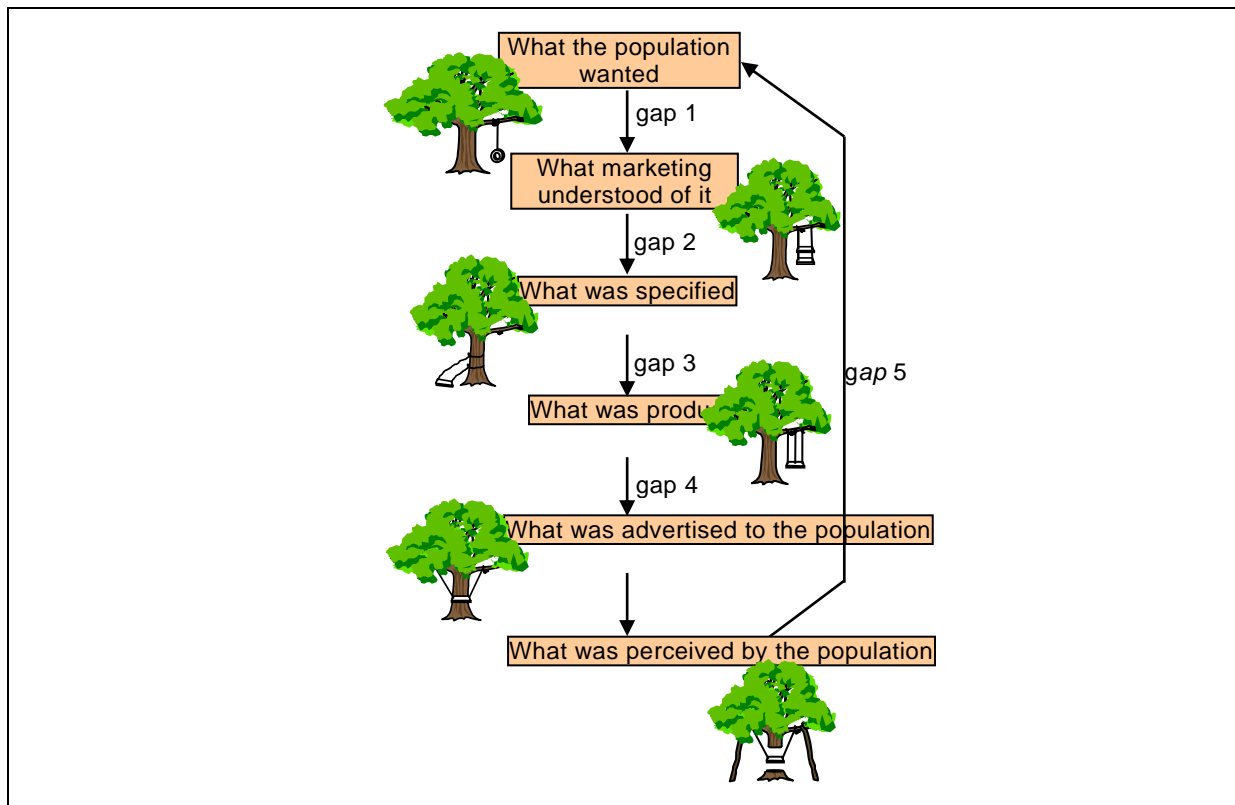 What the population
wanted
gap 1
What marketing
understood of it
gap 2
What was specified
gap 3
gap 5
What was produ
gap 4
What was advertised to the population
What was perceived by the population